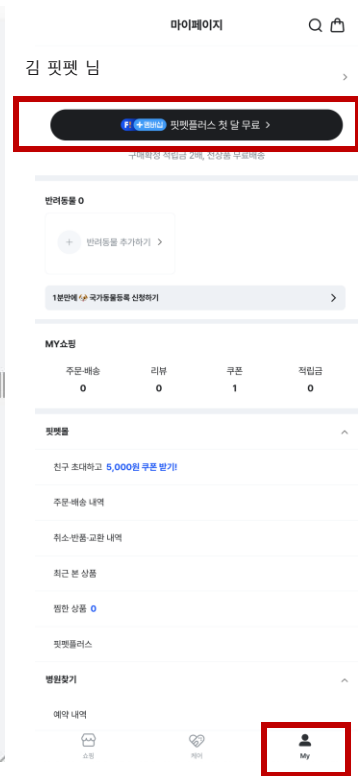 마이페이지
김 핏펫 님
F! +멤버십 핏펫플러스 첫 달 무료 >
구매확정 적립금 2배, 전상품 무료배송
반려동물 0
+ 반려동물 추가하기 >
1분만에 국가동물등록 신청하기 >
MY쇼핑
주문·배송 리뷰 쿠폰 적립금
0 0 1 0
핏펫몰
친구 초대하고 5,000원 쿠폰 받기!
주문·배송 내역
취소·반품·교환 내역
최근 본 상품
찜한 상품 0
핏펫플러스
병원찾기
예약 내역
쇼핑 케어 My